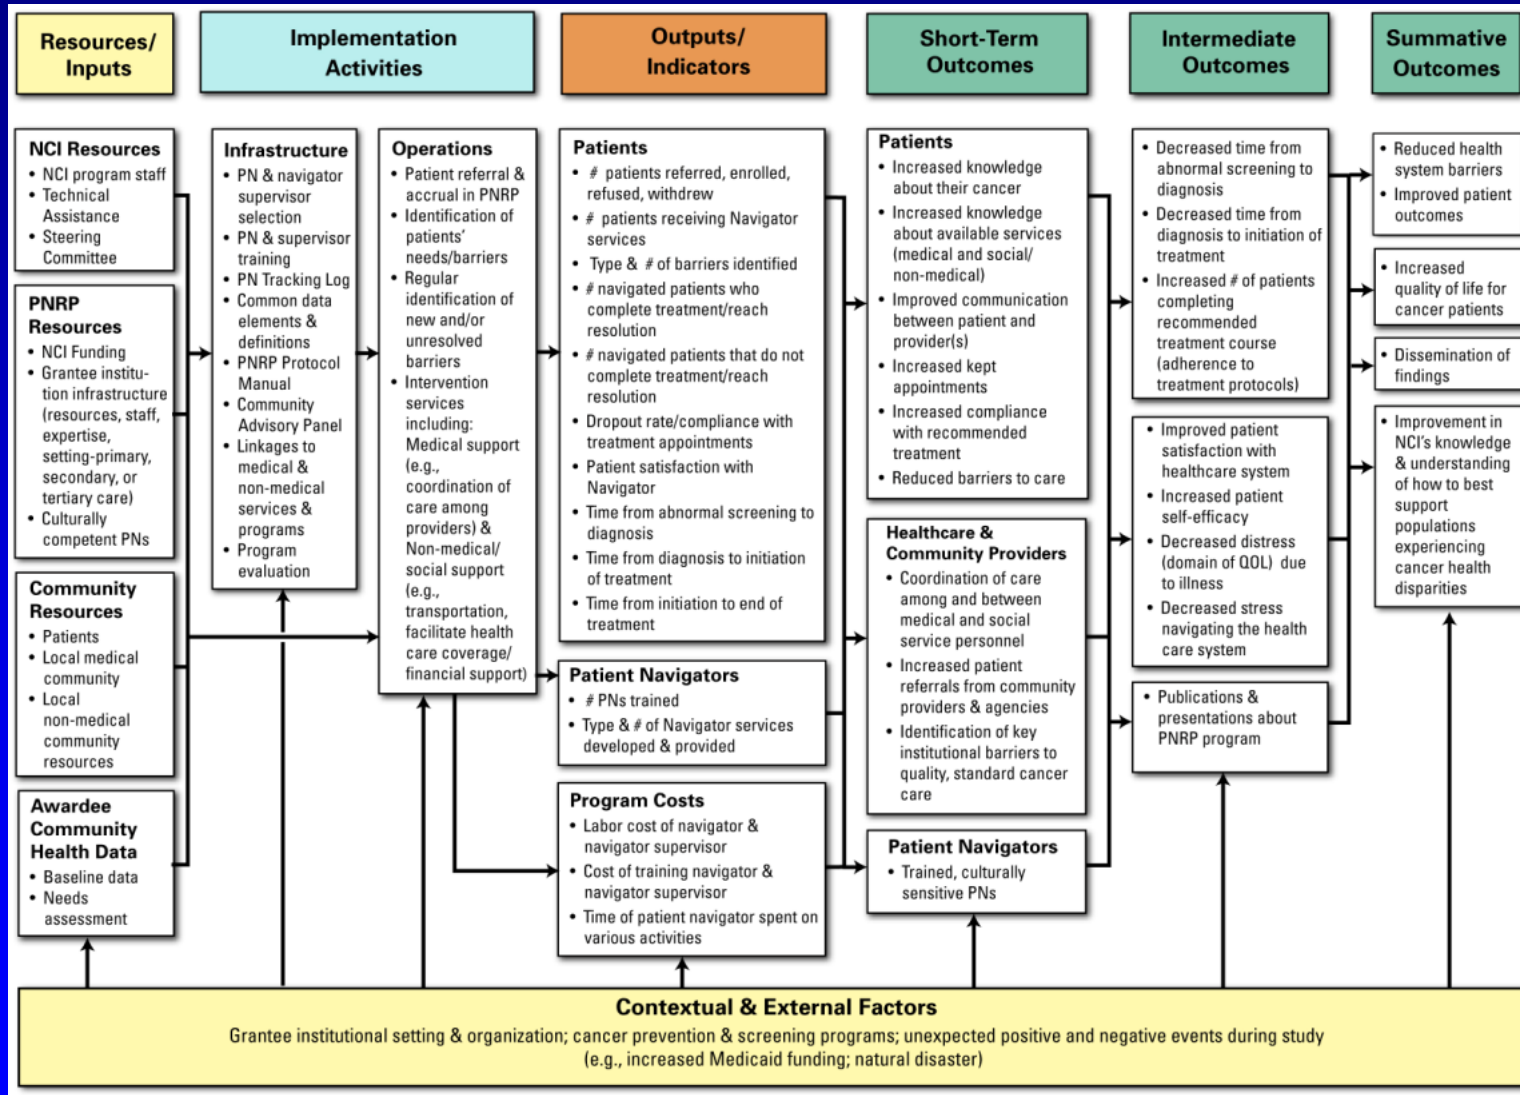 Resources/
Inputs
Implementation
Activities
Outputs/
Indicators
Short-Term
Outcomes
Intermediate
Outcomes
Summative
Outcomes
NCI Resources
• NCI program staff
• Technical
Assistance
• Steering
Committee
PNRP
Resources
• NCI Funding
• Grantee institu-
tion infrastructure
(resources, staff,
expertise,
setting-primary,
secondary, or
tertiary care)
• Culturally
competent PNs
Community
Resources
• Patients
• Local medical
community
• Local
non-medical
community
resources
Awardee
Community
Health Data
• Baseline data
• Needs
assessment
Infrastructure
• PN & navigator
supervisor
selection
• PN & supervisor
training
• PN Tracking Log
• Common data
elements &
definitions
• PNRP Protocol
Manual
• Community
Advisory Panel
• Linkages to
medical &
non-medical
services &
programs
• Program
evaluation
Operations
• Patient referral &
accrual in PNRP
• Identification of
patients'
needs/barriers
• Regular
identification of
new and/or
unresolved
barriers
• Intervention
services
including:
Medical support
(e.g.,
coordination of
care among
providers) &
Non-medical/
social support
(e.g.,
transportation,
facilitate health
care coverage/
financial support)
Patients
• # patients referred, enrolled,
refused, withdrew
• # patients receiving Navigator
services
• Type & # of barriers identified
• # navigated patients who
complete treatment/reach
resolution
• # navigated patients that do not
complete treatment/reach
resolution
• Dropout rate/compliance with
treatment appointments
• Patient satisfaction with
Navigator
• Time from abnormal screening to
diagnosis
• Time from diagnosis to initiation
of treatment
• Time from initiation to end of
treatment
Patient Navigators
• # PNs trained
• Type & # of Navigator services
developed & provided
Program Costs
• Labor cost of navigator &
navigator supervisor
• Cost of training navigator &
navigator supervisor
• Time of patient navigator spent on
various activities
Patients
• Increased knowledge
about their cancer
• Increased knowledge
about available services
(medical and social/
non-medical)
• Improved communication
between patient and
provider(s)
• Increased kept
appointments
• Increased compliance
with recommended
treatment
• Reduced barriers to care
Healthcare &
Community Providers
• Coordination of care
among and between
medical and social
service personnel
• Increased patient
referrals from community
providers & agencies
• Identification of key
institutional barriers to
quality, standard cancer
care
Patient Navigators
• Trained, culturally
sensitive PNs
• Decreased time from
abnormal screening to
diagnosis
• Decreased time from
diagnosis to initiation of
treatment
• Increased # of patients
completing
recommended
treatment course
(adherence to
treatment protocols)
• Improved patient
satisfaction with
healthcare system
• Increased patient
self-efficacy
• Decreased distress
(domain of QOL) due
to illness
• Decreased stress
navigating the health
care system
• Publications &
presentations about
PNRP program
• Reduced health
system barriers
• Improved patient
outcomes
• Increased
quality of life for
cancer patients
• Dissemination of
findings
• Improvement in
NCI's knowledge
& understanding
of how to best
support
populations
experiencing
cancer health
disparities
Contextual & External Factors
Grantee institutional setting & organization; cancer prevention & screening programs; unexpected positive and negative events during study
(e.g., increased Medicaid funding; natural disaster)